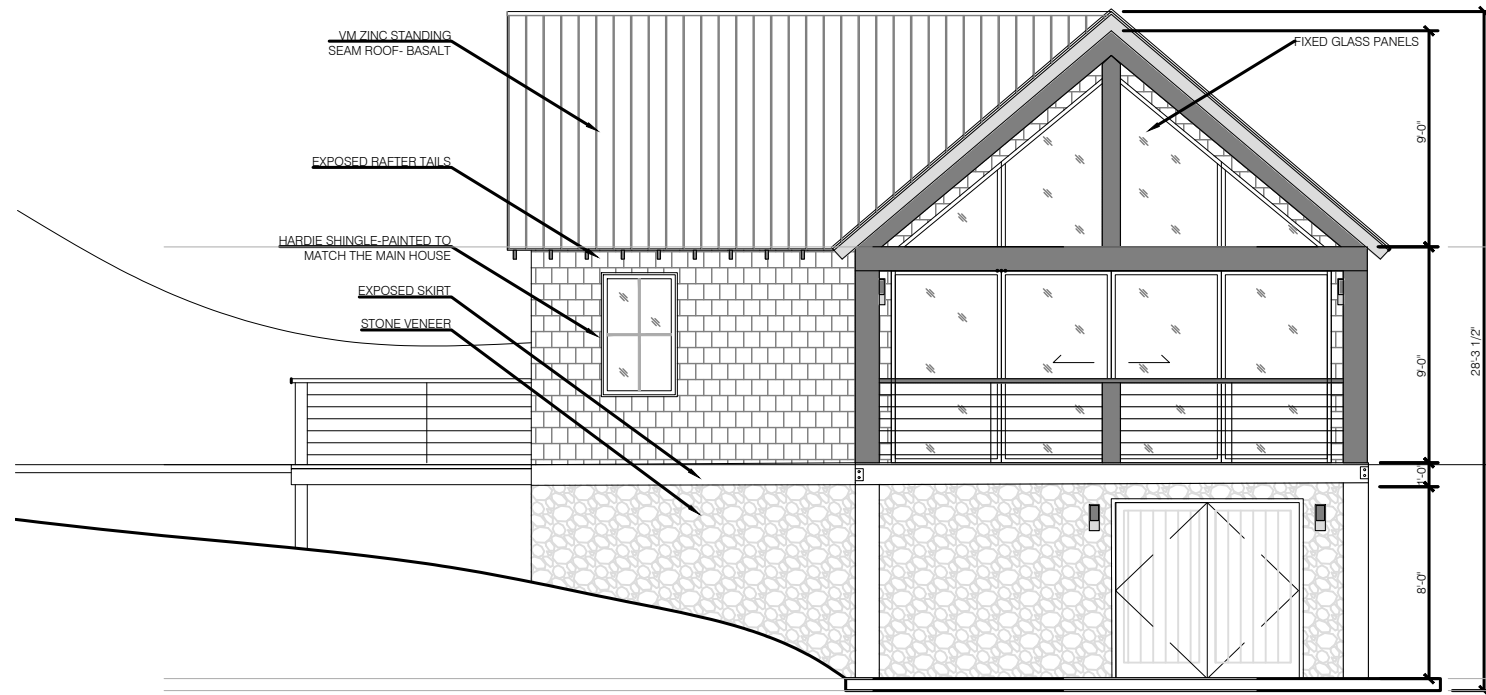 VM ZINC STANDING
SEAM ROOF- BASALT
FIXED GLASS PANELS
EXPOSED RAFTER TAILS
HARDIE SHINGLE-PAINTED TO
MATCH THE MAIN HOUSE
EXPOSED SKIRT
STONE VENEER
9'-0"
9'-0"
1'-0"
8'-0"
28'-3 1/2"